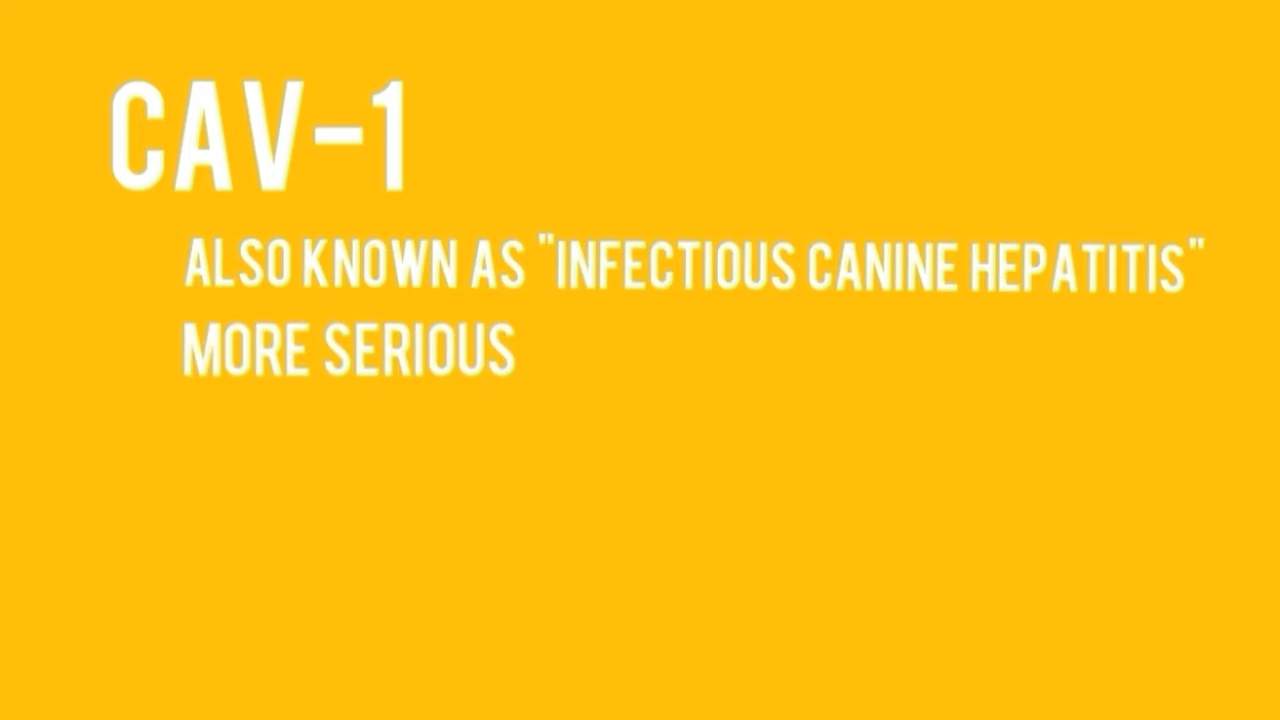 CAV-1
ALSO KNOWN AS "INFECTIOUS CANINE HEPATITIS"
MORE SERIOUS